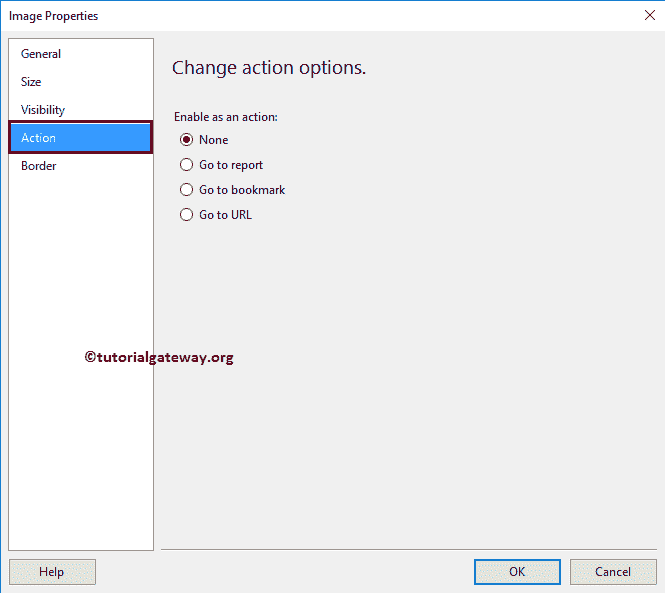 Image Properties
General
Size
Visibility
Action
Border
Change action options.
Enable as an action:
None
Go to report
Go to bookmark
Go to URL
©tutorialgateway.org
Help
OK
Cancel